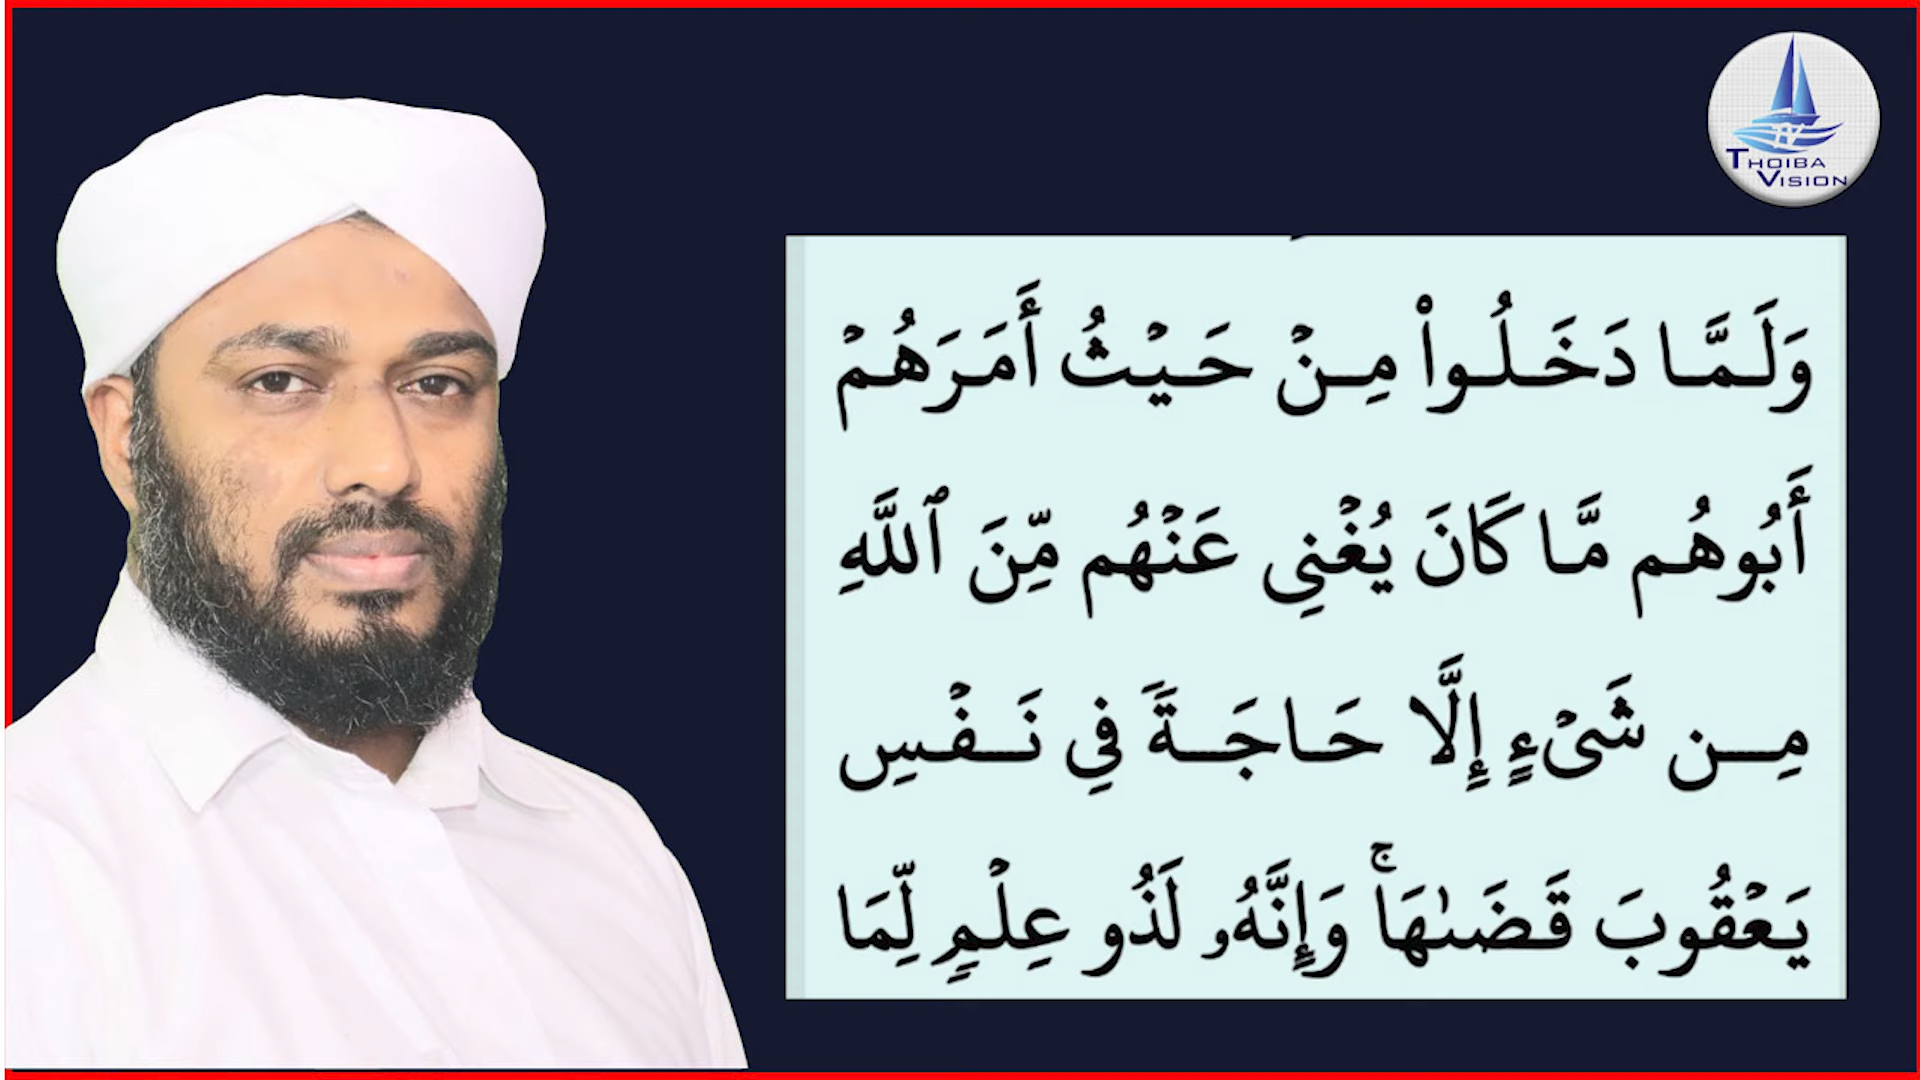 THOIBA
VISION
وَلَمَّا دَخَلُوا۟ مِنْ حَيْثُ أَمَرَهُمْ
أَبُوهُم مَّا كَانَ يُغْنِى عَنْهُم مِّنَ ٱللَّهِ
مِن شَىْءٍ إِلَّا حَاجَةً فِى نَفْسِ
يَعْقُوبَ قَضَىٰهَا ۚ وَإِنَّهُۥ لَذُو عِلْمٍ لِّمَا